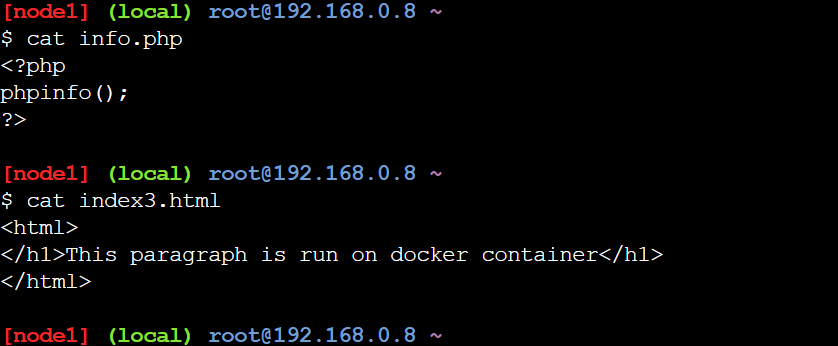 [node1] (local) root@192.168.0.8 ~
$ cat info.php
<?php
phpinfo();
?>
[node1] (local) root@192.168.0.8 ~
$ cat index3.html
<html>
</h1>This paragraph is run on docker container</h1>
</html>
[node1] (local) root@192.168.0.8 ~